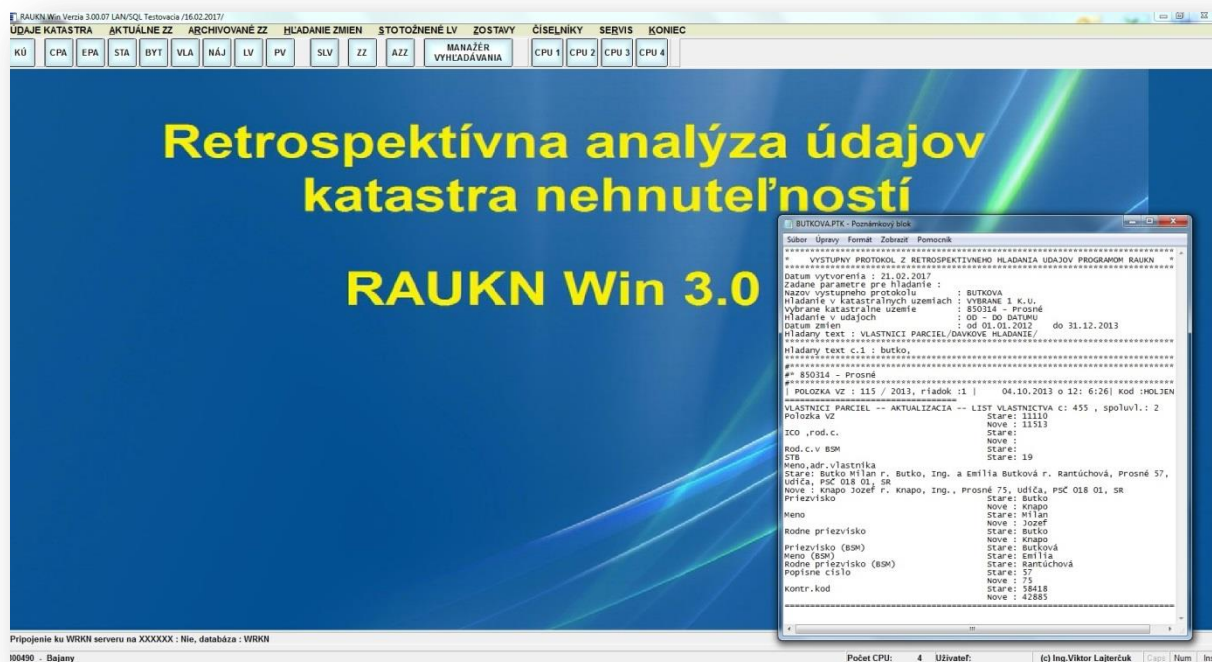 RAUKN Win Verzia 3.00.07 LAN/SQL Testovacia /16.02.2017/
ÚDAJE KATASTRA AKTUÁLNE ZZ ARCHIVOVANÉ ZZ HĽADANIE ZMIEN STOTOŽNENÉ LV ZOSTAVY ČÍSELNÍKY SERVIS KONIEC
KÚ CPA EPA STA BYT VLA NÁJ LV PV SLV ZZ AZZ MANAŽÉR VYHĽADÁVANIA CPU 1 CPU 2 CPU 3 CPU 4
Retrospektívna analýza údajov
katastra nehnuteľností
RAUKN Win 3.0
BUTKOVA.PTK - Poznámkový blok
Súbor Úpravy Formát Zobraziť Pomocník
******************************************************************************
* VYSTUPNY PROTOKOL Z RETROSPEKTIVNEHO HLADANIA UDAJOV PROGRAMOM RAUKN *
******************************************************************************
Datum vytvorenia : 21.02.2017
Zadane parametre pre hladanie :
Nazov vystupneho protokolu : BUTKOVA
Hladanie v katastralnych uzemiach : VYBRANE 1 K.U.
Vybrane katastralne uzemie : 850314 - Prosné
Hladanie v udajoch : OD - DO DATUMU
Datum zmien : od 01.01.2012 do 31.12.2013
Hladany text : VLASTNICI PARCIEL/DAVKOVE HLADANIE/
******************************************************************************
Hladany text c.1 : butko,
******************************************************************************
#*****************************************************************************
#* 850314 - Prosné
#*****************************************************************************
| POLOZKA VZ : 115 / 2013, riadok :1 | 04.10.2013 o 12: 6:26| Kod :HOLJEN
==================================
VLASTNICI PARCIEL -- AKTUALIZACIA -- LIST VLASTNICTVA c: 455 , spoluvl.: 2
Polozka VZ Stare: 11110
Nove : 11513
ICO ,rod.c. Stare:
Nove :
Rod.c.v BSM Stare:
STB Stare: 19
Meno,adr.vlastnika
Stare: Butko Milan r. Butko, Ing. a Emília Butková r. Rantúchová, Prosné 57,
Udiča, PSČ 018 01, SR
Nove : Knapo Jozef r. Knapo, Ing., Prosné 75, Udiča, PSČ 018 01, SR
Priezvisko Stare: Butko
Nove : Knapo
Meno Stare: Milan
Nove : Jozef
Rodne priezvisko Stare: Butko
Nove : Knapo
Priezvisko (BSM) Stare: Butková
Meno (BSM) Stare: Emília
Rodne priezvisko (BSM) Stare: Rantúchová
Popisne cislo Stare: 57
Nove : 75
Kontr.kod Stare: 58418
Nove : 42885
==============================================================================
Pripojenie ku WRKN serveru na XXXXXX : Nie, databáza : WRKN
800490 - Bajany Počet CPU: 4 Užívateľ: (c) Ing.Viktor Lajterčuk Caps Num Ins